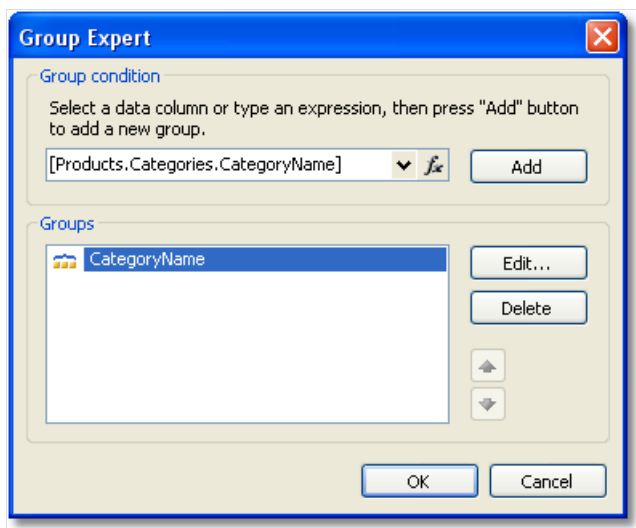 Group Expert
Group condition
Select a data column or type an expression, then press "Add" button
to add a new group.
[Products.Categories.CategoryName]
fx
Add
Groups
CategoryName
Edit...
Delete
OK
Cancel